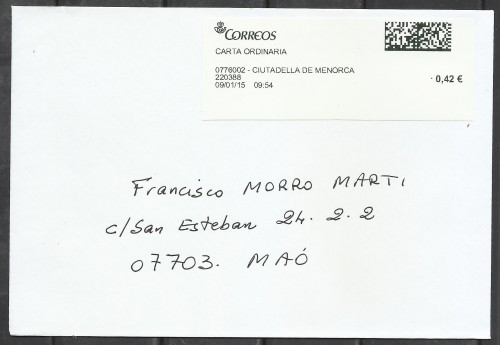 CORREOS
CARTA ORDINARIA
0776002 - CIUTADELLA DE MENORCA
220388
09/01/15 09:54
· 0,42 €
Francisco MORRO MARTI
c/San Esteban 24. 2.2
07703. MAÓ